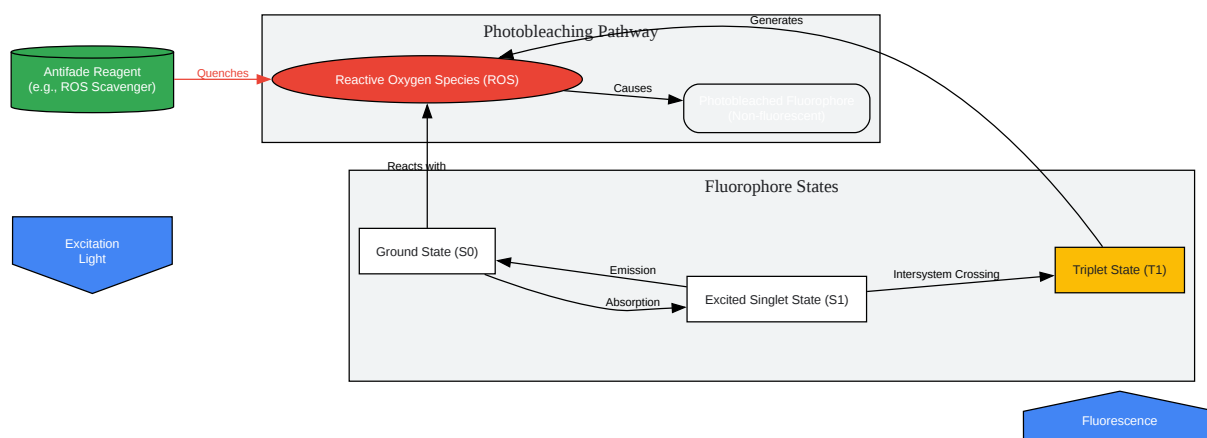 Photobleaching Pathway
Generates
Antifade Reagent
(e.g., ROS Scavenger)
Quenches
Reactive Oxygen Species (ROS)
Causes
Photobleached Fluorophore
(Non-fluorescent)
Reacts with
Fluorophore States
Excitation
Light
Ground State (S0)
Emission
Absorption
Excited Singlet State (S1)
Intersystem Crossing
Triplet State (T1)
Fluorescence